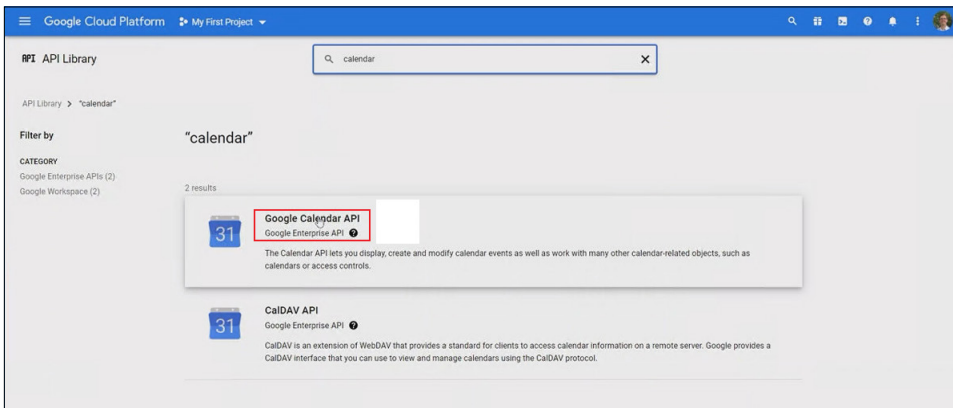 Google Cloud Platform My First Project
API API Library
calendar
API Library > "calendar"
Filter by
"calendar"
CATEGORY
Google Enterprise APIs (2)
Google Workspace (2)
2 results
31
Google Calendar API
Google Enterprise API
The Calendar API lets you display, create and modify calendar events as well as work with many other calendar-related objects, such as
calendars or access controls.
31
CalDAV API
Google Enterprise API
CalDAV is an extension of WebDAV that provides a standard for clients to access calendar information on a remote server. Google provides a
CalDAV interface that you can use to view and manage calendars using the CalDAV protocol.